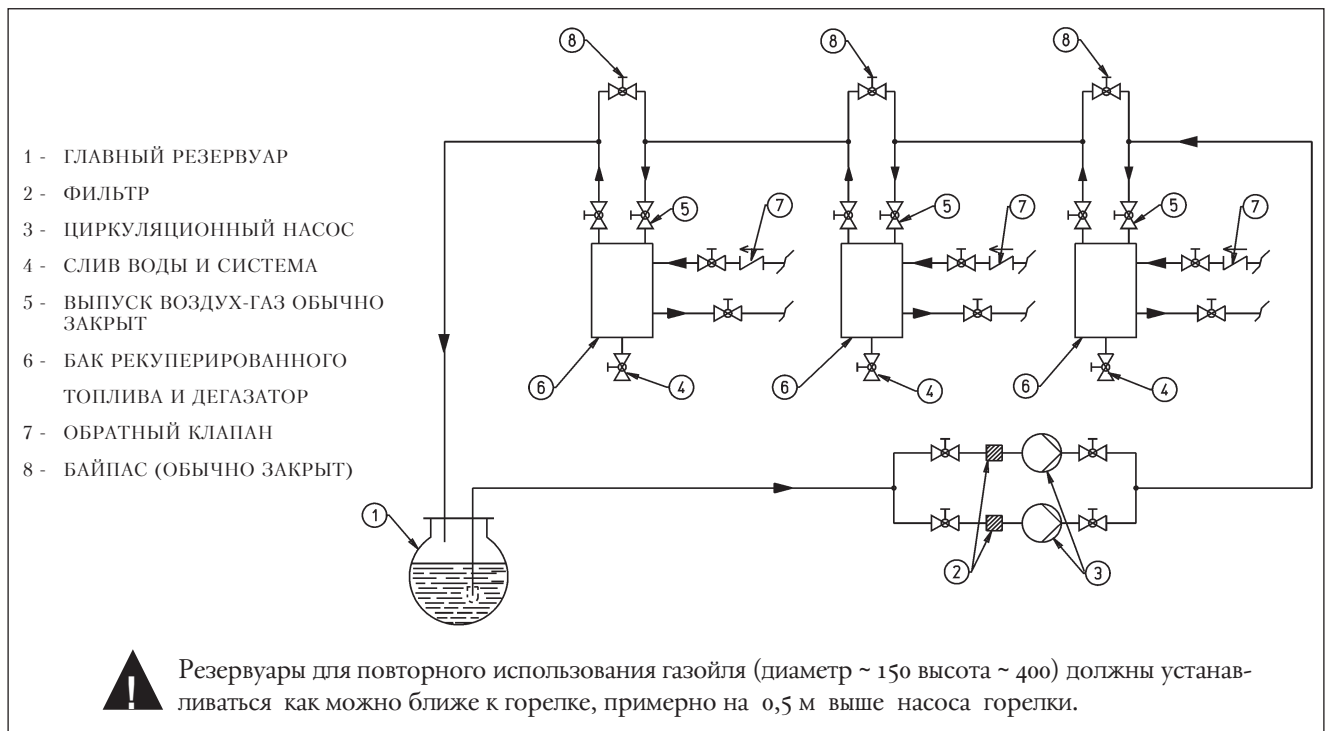 8
8
8
1 - ГЛАВНЫЙ РЕЗЕРВУАР
2 - ФИЛЬТР
3 - ЦИРКУЛЯЦИОННЫЙ НАСОС
4 - СЛИВ ВОДЫ И СИСТЕМА
5 - ВЫПУСК ВОЗДУХ-ГАЗ ОБЫЧНО
ЗАКРЫТ
6 - БАК РЕКУПЕРИРОВАННОГО
ТОПЛИВА И ДЕГАЗАТОР
7 - ОБРАТНЫЙ КЛАПАН
8 - БАЙПАС (ОБЫЧНО ЗАКРЫТ)
5
7
5
7
5
7
6
4
6
4
6
4
1
2
3
!
Резервуары для повторного использования газойля (диаметр ~ 150 высота ~ 400) должны устанав-
ливаться как можно ближе к горелке, примерно на 0,5 м выше насоса горелки.